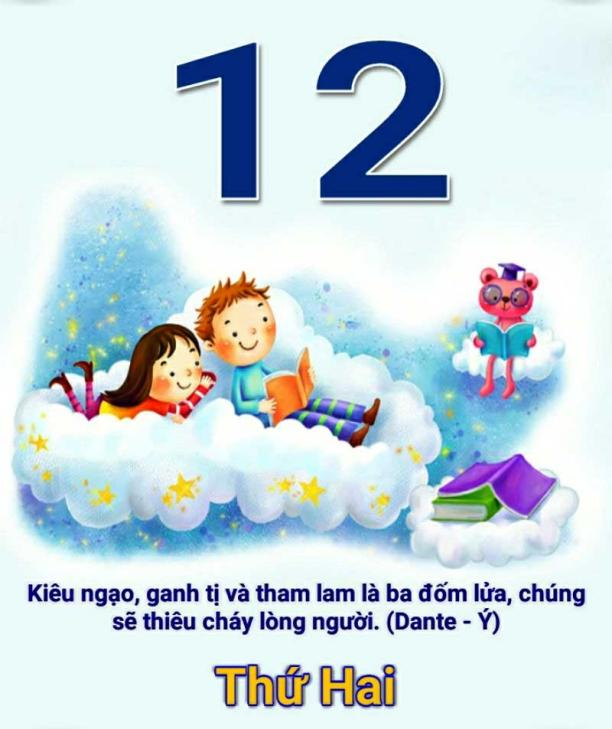 12
Kiêu ngạo, ganh tị và tham lam là ba đốm lửa, chúng
sẽ thiêu cháy lòng người. (Dante - Ý)
Thứ Hai